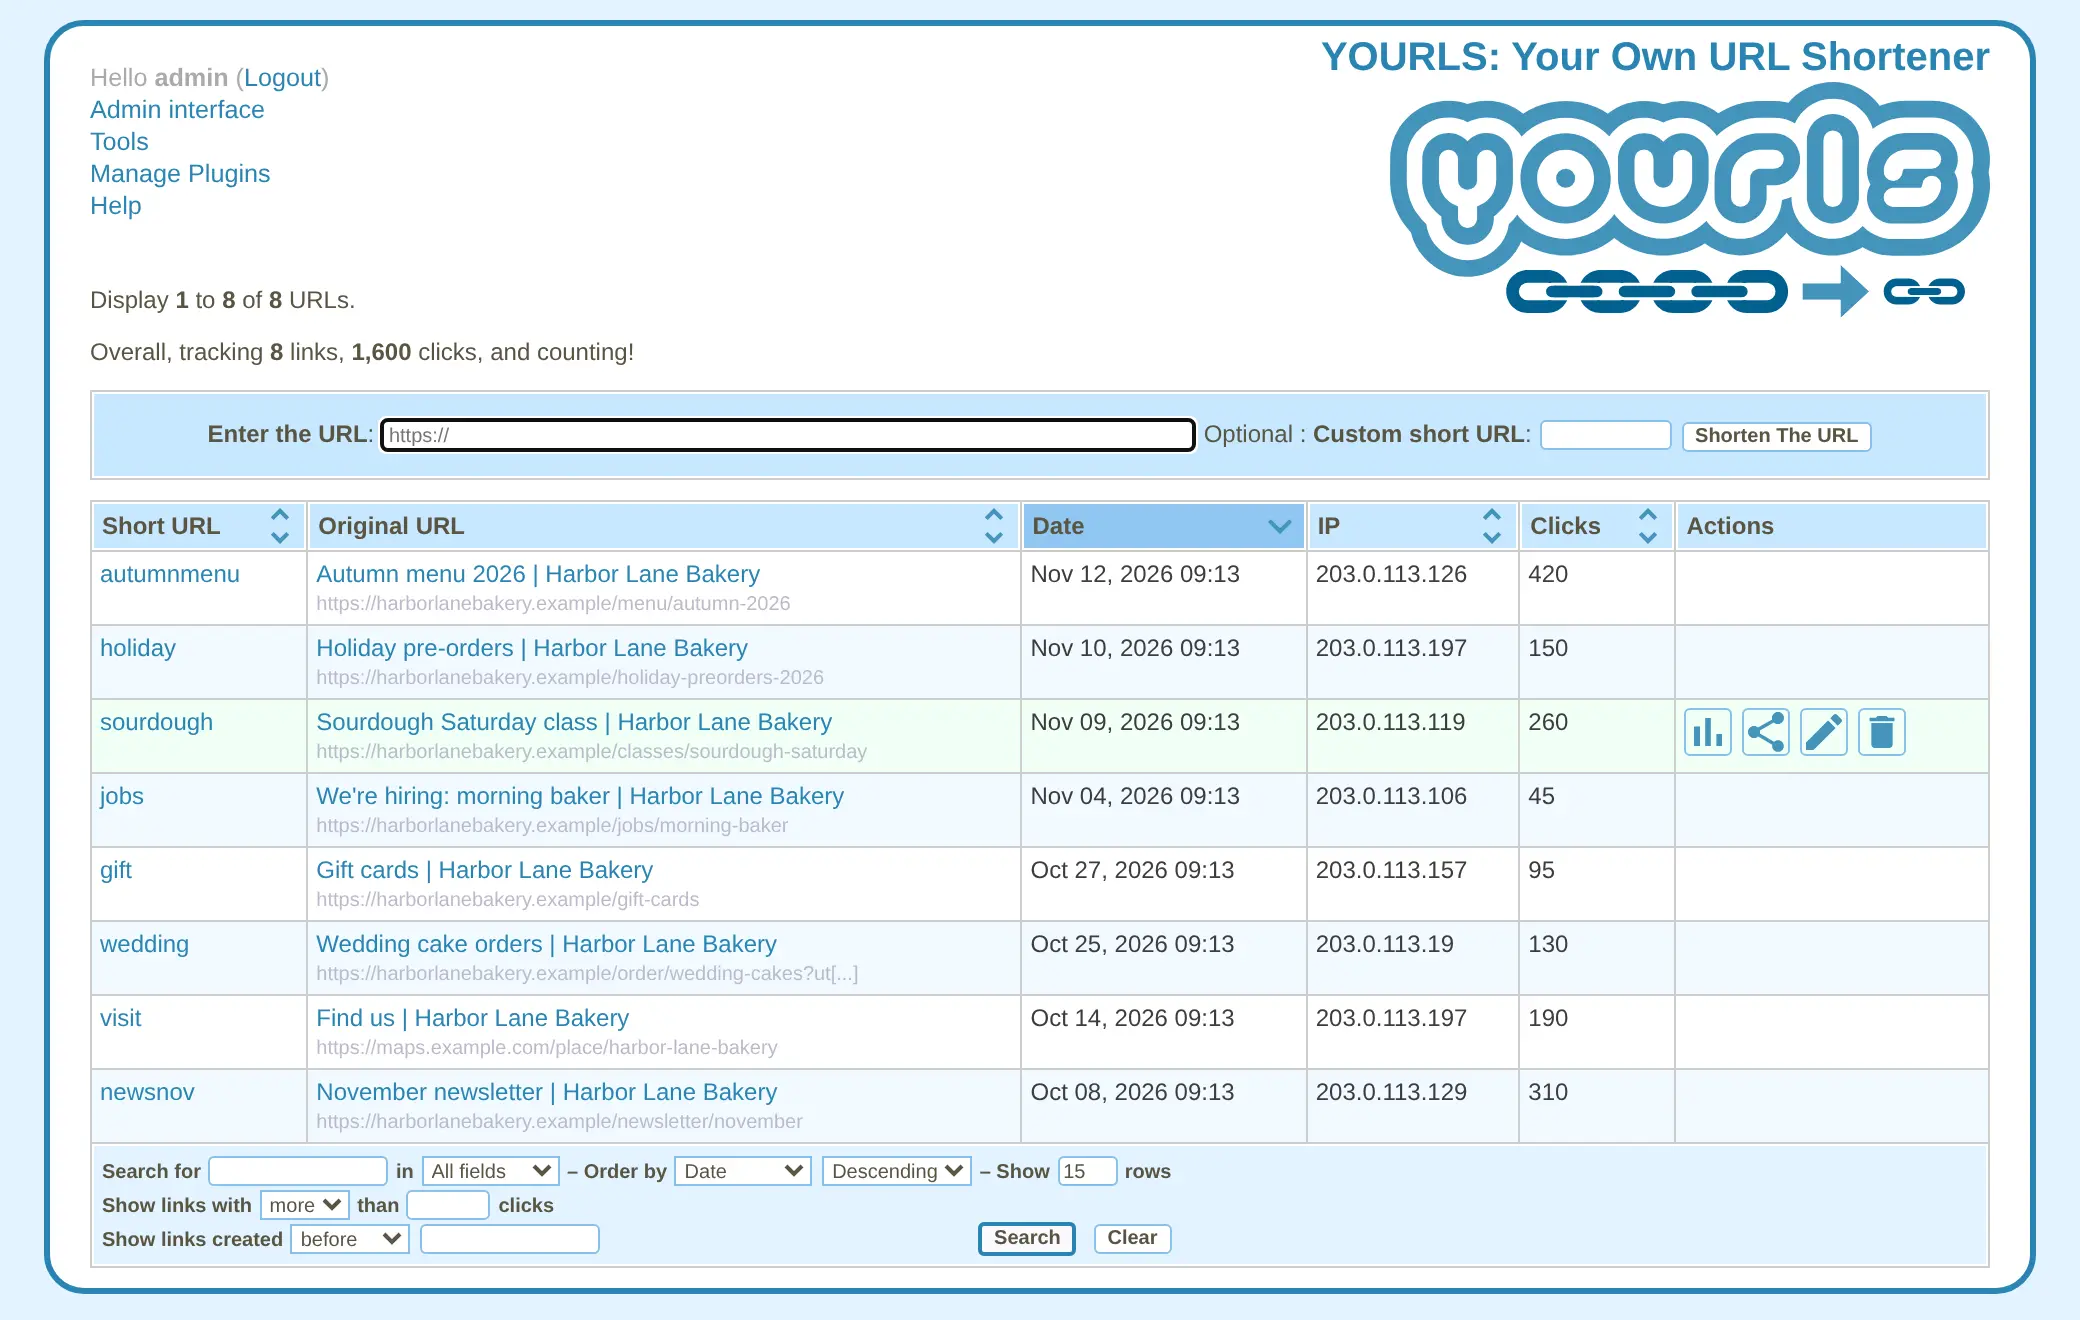 YOURLS: Your Own URL Shortener
yourls
Hello admin (Logout)
Admin interface
Tools
Manage Plugins
Help
Display 1 to 8 of 8 URLs.
Overall, tracking 8 links, 1,600 clicks, and counting!
Enter the URL: https:// Optional : Custom short URL: Shorten The URL
Short URL Original URL Date IP Clicks Actions
autumnmenu Autumn menu 2026 | Harbor Lane Bakery Nov 12, 2026 09:13 203.0.113.126 420
https://harborlanebakery.example/menu/autumn-2026
holiday Holiday pre-orders | Harbor Lane Bakery Nov 10, 2026 09:13 203.0.113.197 150
https://harborlanebakery.example/holiday-preorders-2026
sourdough Sourdough Saturday class | Harbor Lane Bakery Nov 09, 2026 09:13 203.0.113.119 260
https://harborlanebakery.example/classes/sourdough-saturday
jobs We're hiring: morning baker | Harbor Lane Bakery Nov 04, 2026 09:13 203.0.113.106 45
https://harborlanebakery.example/jobs/morning-baker
gift Gift cards | Harbor Lane Bakery Oct 27, 2026 09:13 203.0.113.157 95
https://harborlanebakery.example/gift-cards
wedding Wedding cake orders | Harbor Lane Bakery Oct 25, 2026 09:13 203.0.113.19 130
https://harborlanebakery.example/order/wedding-cakes?ut[...]
visit Find us | Harbor Lane Bakery Oct 14, 2026 09:13 203.0.113.197 190
https://maps.example.com/place/harbor-lane-bakery
newsnov November newsletter | Harbor Lane Bakery Oct 08, 2026 09:13 203.0.113.129 310
https://harborlanebakery.example/newsletter/november
Search for in All fields – Order by Date Descending – Show 15 rows
Show links with more than clicks
Show links created before Search Clear